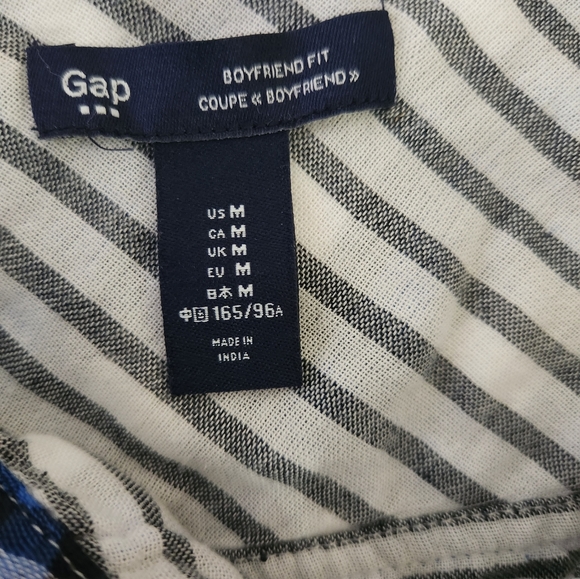 Gap
BOYFRIEND FIT
COUPE « BOYFRIEND »
US M
CA M
UK M
EU M
日本 M
中国 165/96A
MADE IN
INDIA